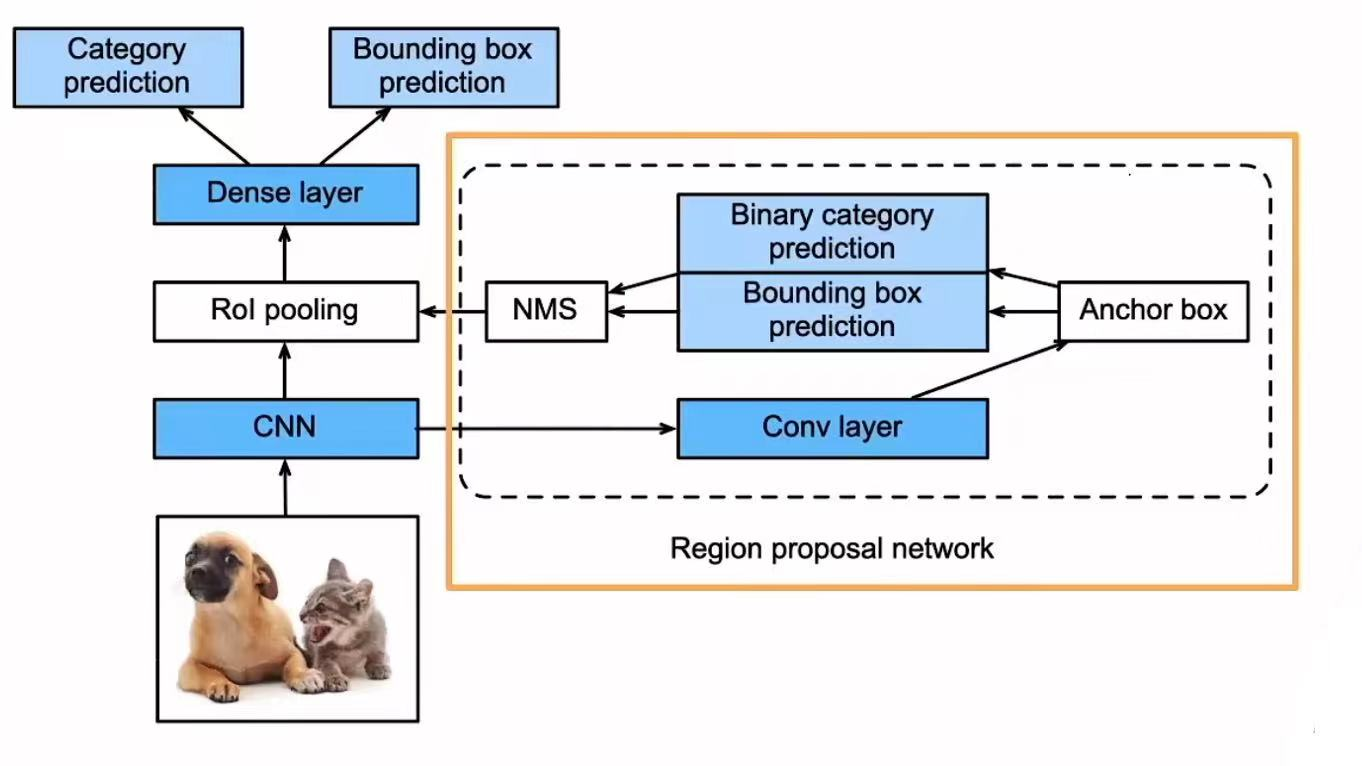 Category
prediction
Bounding box
prediction
Dense layer
Binary category
prediction
RoI pooling
NMS
Bounding box
prediction
Anchor box
CNN
Conv layer
Region proposal network